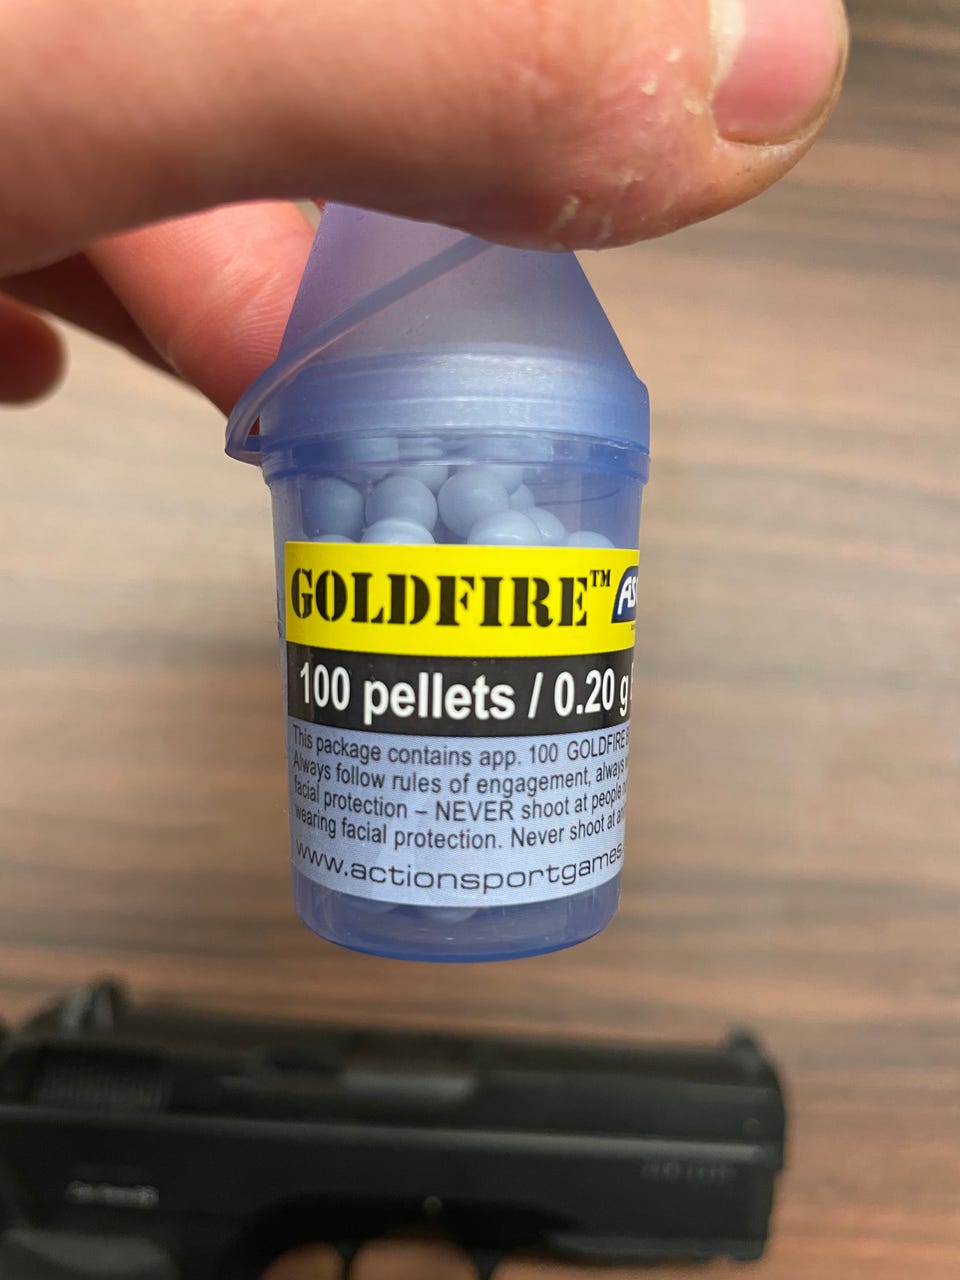 GOLDFIRE™
AS
100 pellets / 0.20 g
This package contains app. 100 GOLDFIRE
Always follow rules of engagement, always
facial protection – NEVER shoot at people
wearing facial protection. Never shoot at
www.actionsportgames.